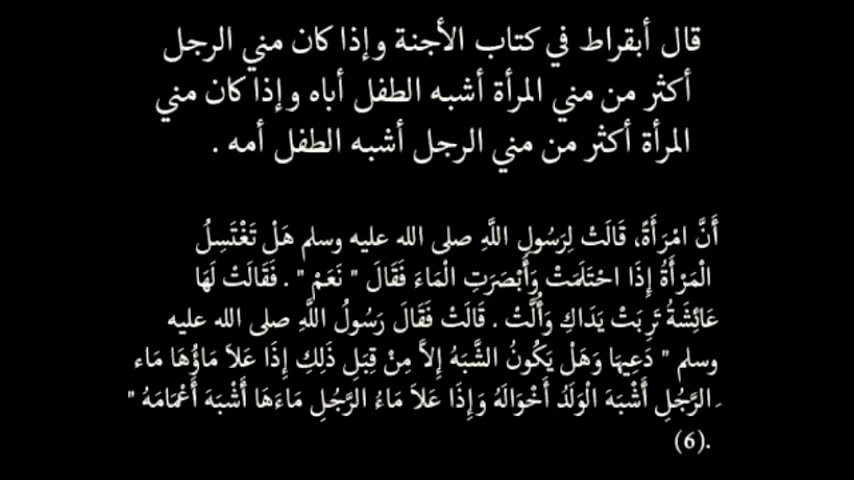 قال أبقراط في كتاب الأجنة وإذا كان مني الرجل
أكثر من مني المرأة أشبه الطفل أباه وإذا كان مني
المرأة أكثر من مني الرجل أشبه الطفل أمه .
أَنَّ امْرَأَةً، قَالَتْ لِرَسُولِ اللَّهِ صلى الله عليه وسلم هَلْ تَغْتَسِلُ
الْمَرْأَةُ إِذَا احْتَلَمَتْ وَأَبْصَرَتِ الْمَاءَ فَقَالَ " نَعَمْ " . فَقَالَتْ لَهَا
عَائِشَةُ تَرِبَتْ يَدَاكِ وَأُلَّتْ . قَالَتْ فَقَالَ رَسُولُ اللَّهِ صلى الله عليه
وسلم " دَعِيهَا وَهَلْ يَكُونُ الشَّبَهُ إِلاَّ مِنْ قِبَلِ ذَلِكِ إِذَا عَلاَ مَاؤُهَا مَاء
َ الرَّجُلِ أَشْبَهَ الْوَلَدُ أَخْوَالَهُ وَإِذَا عَلاَ مَاءُ الرَّجُلِ مَاءَهَا أَشْبَهَ أَعْمَامَهُ "
.(6)